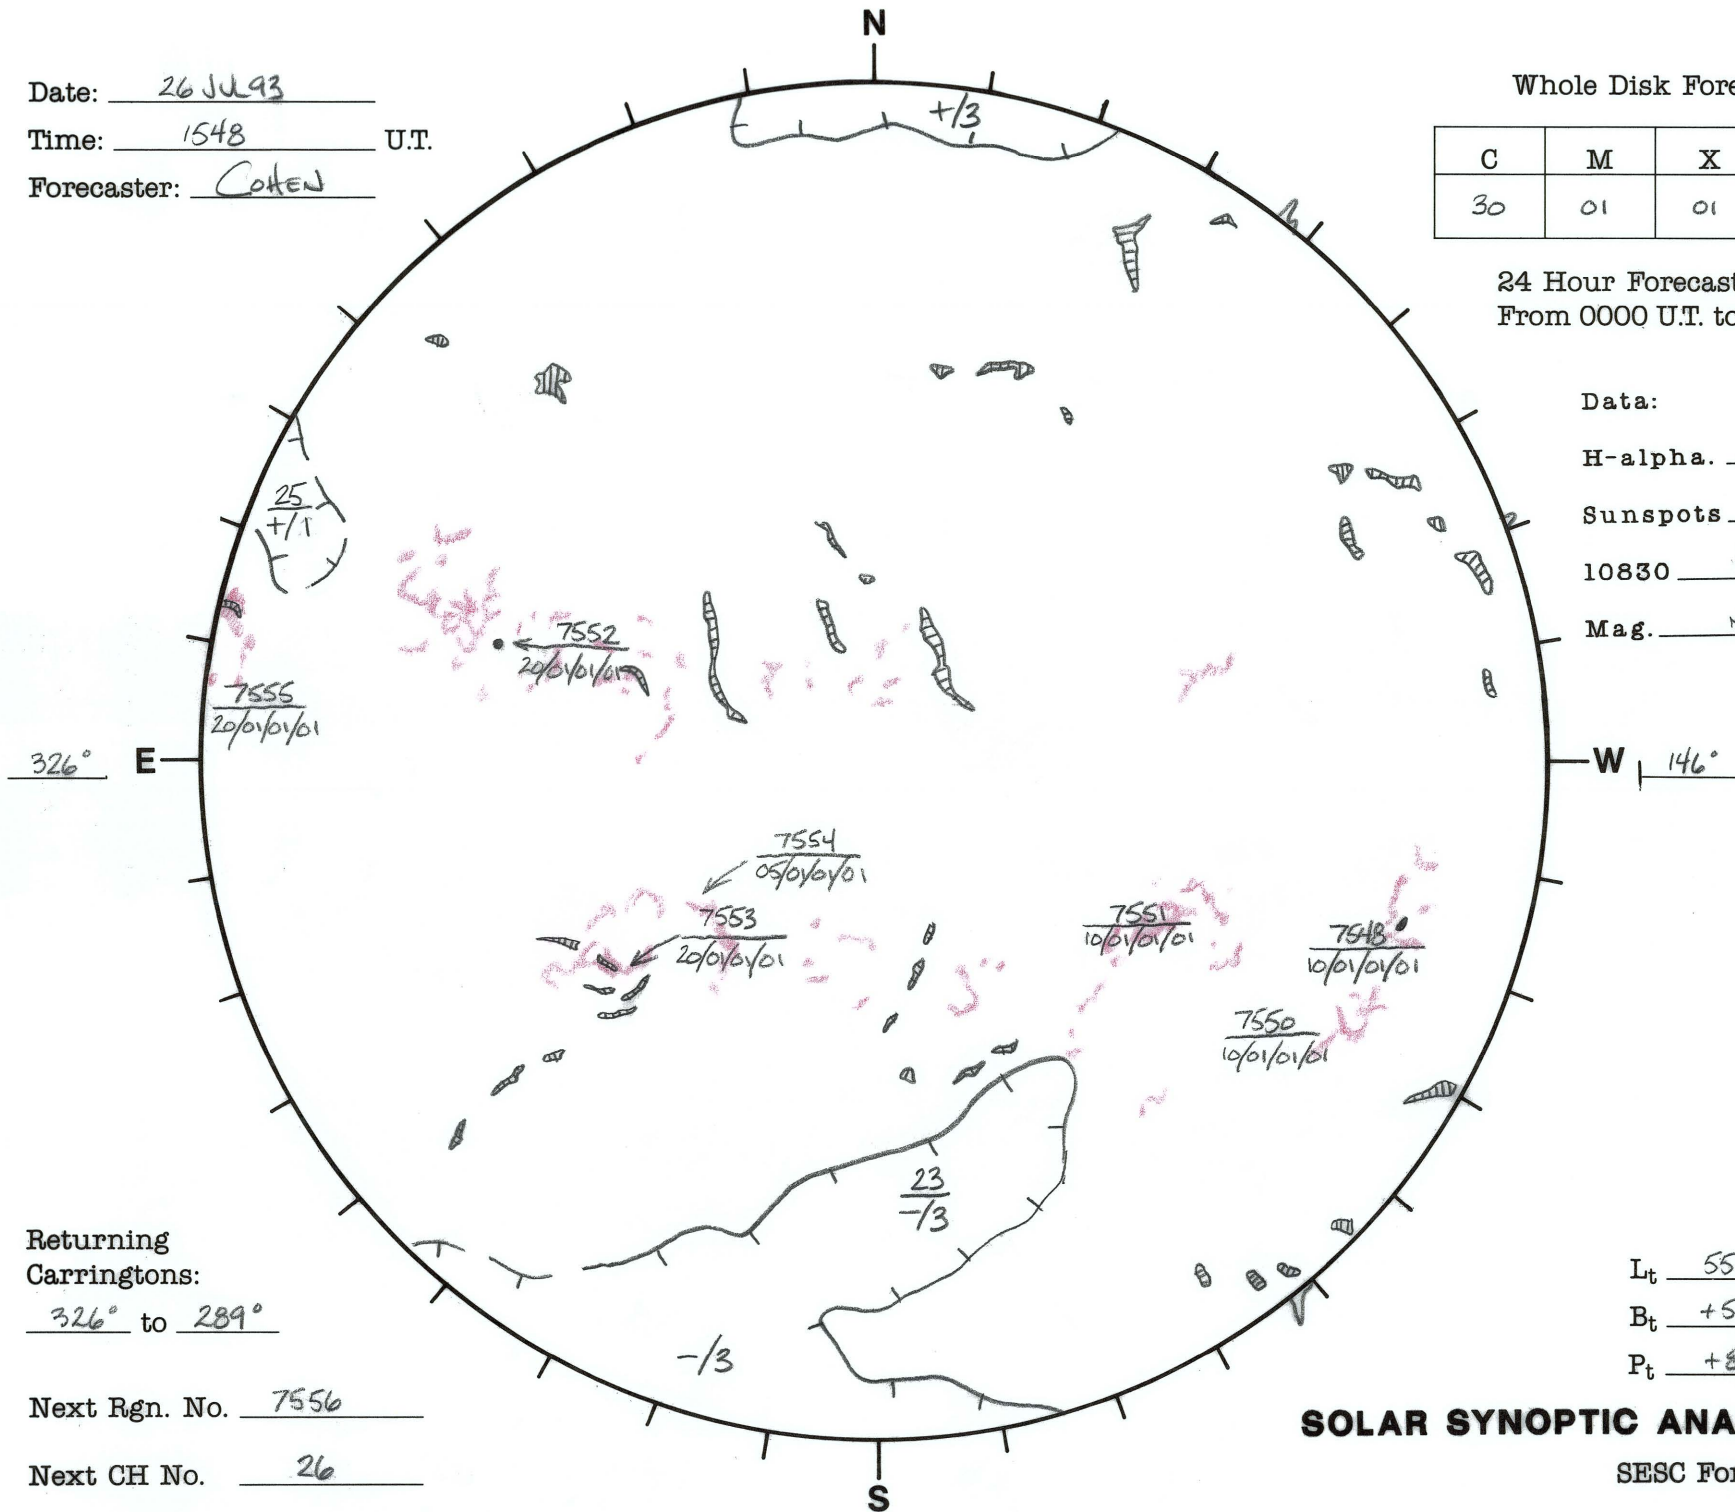 N
Date: 26 JUL 93
Time: 1548 U.T.
Forecaster: COHEN
Whole Disk Fore
C M X
30 01 01
24 Hour Forecast
From 0000 U.T. to
Data:
H-alpha.
Sunspots
10830
Mag.
+/3
25
+/1
7552
20/01/01/01
7555
20/01/01/01
326° E
W 146°
7554
05/01/01/01
7553
20/01/01/01
7551
10/01/01/01
7548
10/01/01/01
7550
10/01/01/01
23
-/3
-/3
Returning
Carringtons:
326° to 289°
Next Rgn. No. 7556
Next CH No. 26
Lt 55
Bt +5
Pt +8
SOLAR SYNOPTIC ANA
SESC For
S